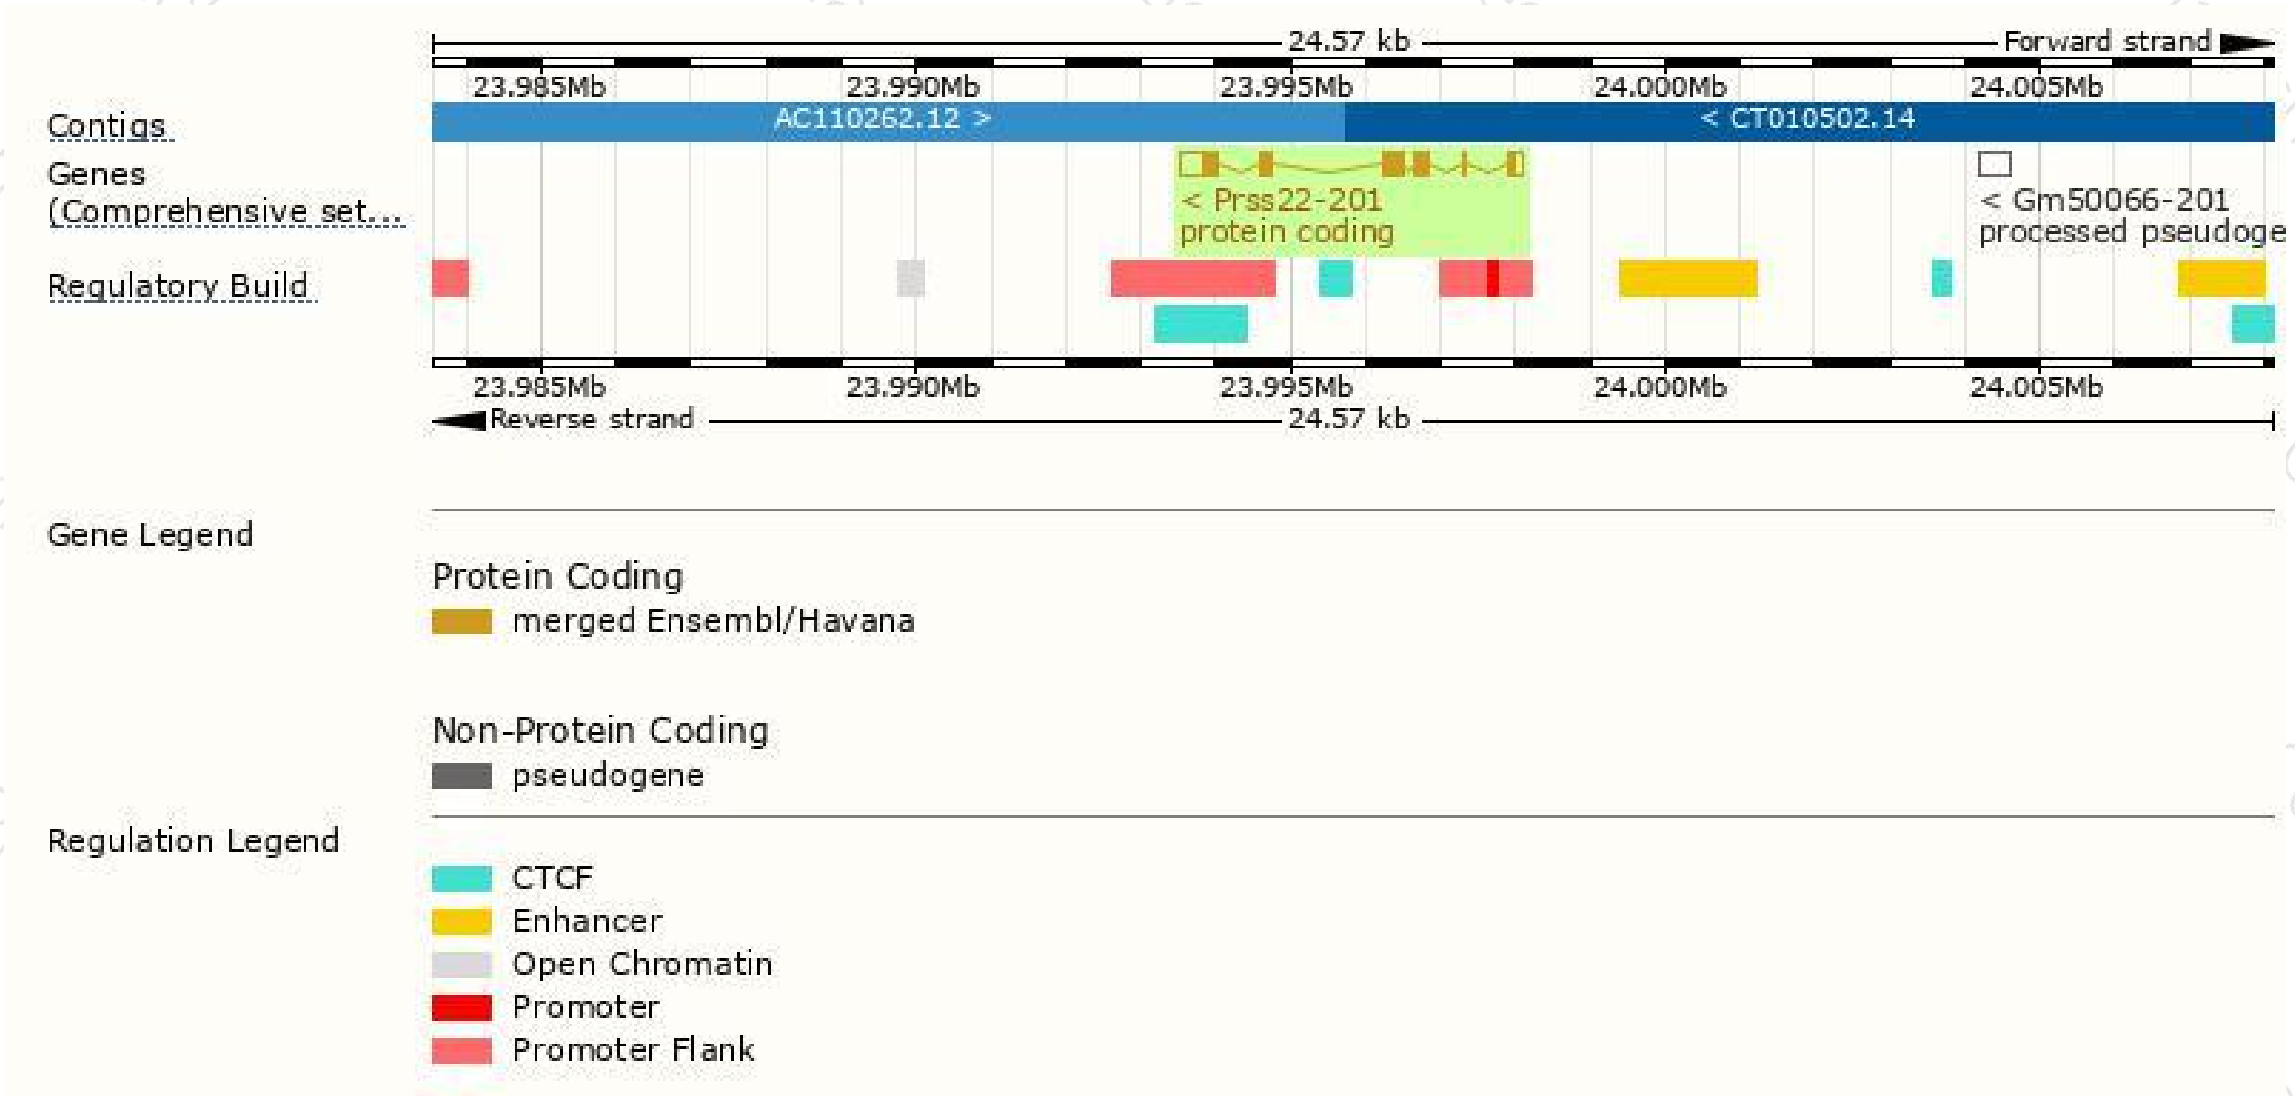 24.57 kb Forward strand
23.985Mb 23.990Mb 23.995Mb 24.000Mb 24.005Mb
Contigs AC110262.12 > < CT010502.14
Genes
(Comprehensive set...
< Prss22-201 < Gm50066-201
protein coding processed pseudoge
Regulatory Build
23.985Mb 23.990Mb 23.995Mb 24.000Mb 24.005Mb
Reverse strand 24.57 kb
Gene Legend
Protein Coding
merged Ensembl/Havana
Non-Protein Coding
pseudogene
Regulation Legend
CTCF
Enhancer
Open Chromatin
Promoter
Promoter Flank